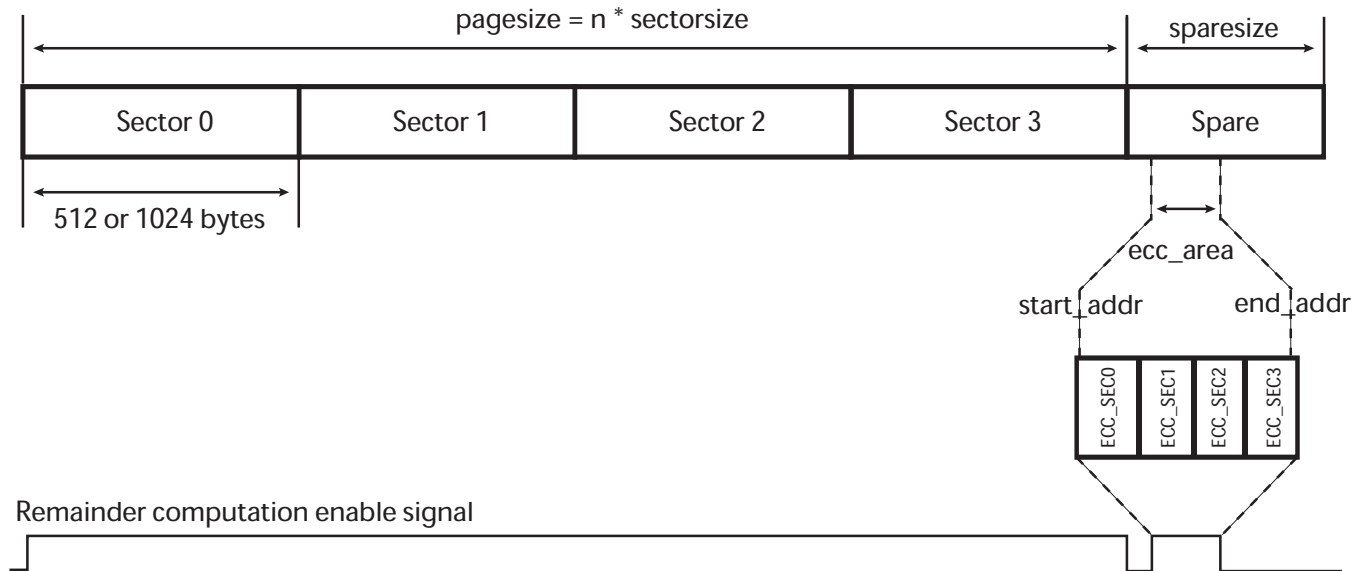 pagesize = n * sectorsize
sparesize
Sector 0
Sector 1
Sector 2
Sector 3
Spare
512 or 1024 bytes
ecc_area
start_addr
end_addr
ECC_SEC0
ECC_SEC1
ECC_SEC2
ECC_SEC3
Remainder computation enable signal